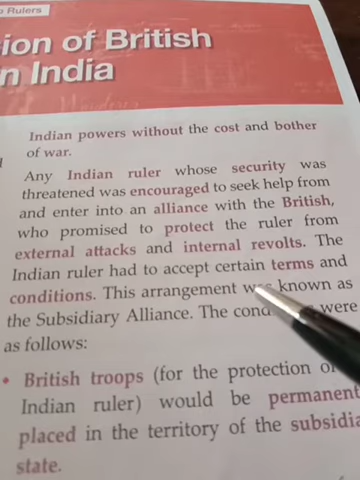 Rulers
ion of British
n India
Indian powers without the cost and bother
of war.
Any Indian ruler whose security was
threatened was encouraged to seek help from
and enter into an alliance with the British,
who promised to protect the ruler from
external attacks and internal revolts. The
Indian ruler had to accept certain terms and
conditions. This arrangement was known as
the Subsidiary Alliance. The cond were
as follows:
• British troops (for the protection of
Indian ruler) would be permanent
placed in the territory of the subsidia
state.